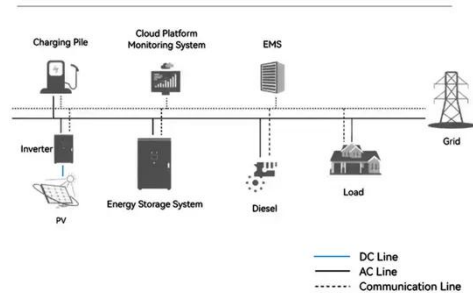 Charging Pile
Cloud Platform
Monitoring System
EMS
Grid
Inverter
PV
Energy Storage System
Diesel
Load
DC Line
AC Line
Communication Line